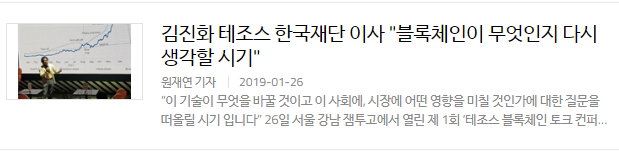 김진화 테조스 한국재단 이사 "블록체인이 무엇인지 다시
생각할 시기"
원재연 기자 | 2019-01-26
"이 기술이 무엇을 바꿀 것이고 이 사회에, 시장에 어떤 영향을 미칠 것인가에 대한 질문을
떠올릴 시기 입니다" 26일 서울 강남 잼투고에서 열린 제 1회 '테조스 블록체인 토크 컨퍼...